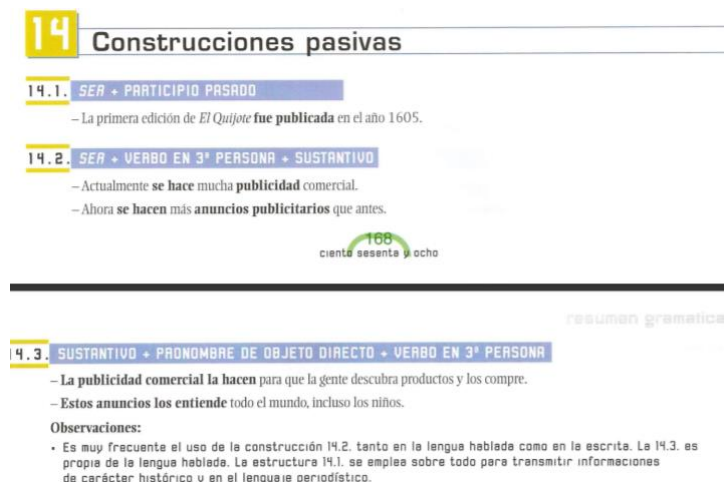 14 Construcciones pasivas
14.1. SER + PARTICIPIO PASADO
– La primera edición de El Quijote fue publicada en el año 1605.
14.2. SER + VERBO EN 3ª PERSONA + SUSTANTIVO
– Actualmente se hace mucha publicidad comercial.
– Ahora se hacen más anuncios publicitarios que antes.
168
ciento sesenta y ocho
resumen gramatica
14.3. SUSTANTIVO + PRONOMBRE DE OBJETO DIRECTO + VERBO EN 3ª PERSONA
– La publicidad comercial la hacen para que la gente descubra productos y los compre.
– Estos anuncios los entiende todo el mundo, incluso los niños.
Observaciones:
• Es muy frecuente el uso de la construcción 14.2. tanto en la lengua hablada como en la escrita. La 14.3. es
propia de la lengua hablada. La estructura 14.1. se emplea sobre todo para transmitir informaciones
de carácter histórico y en el lenguaje periodístico.